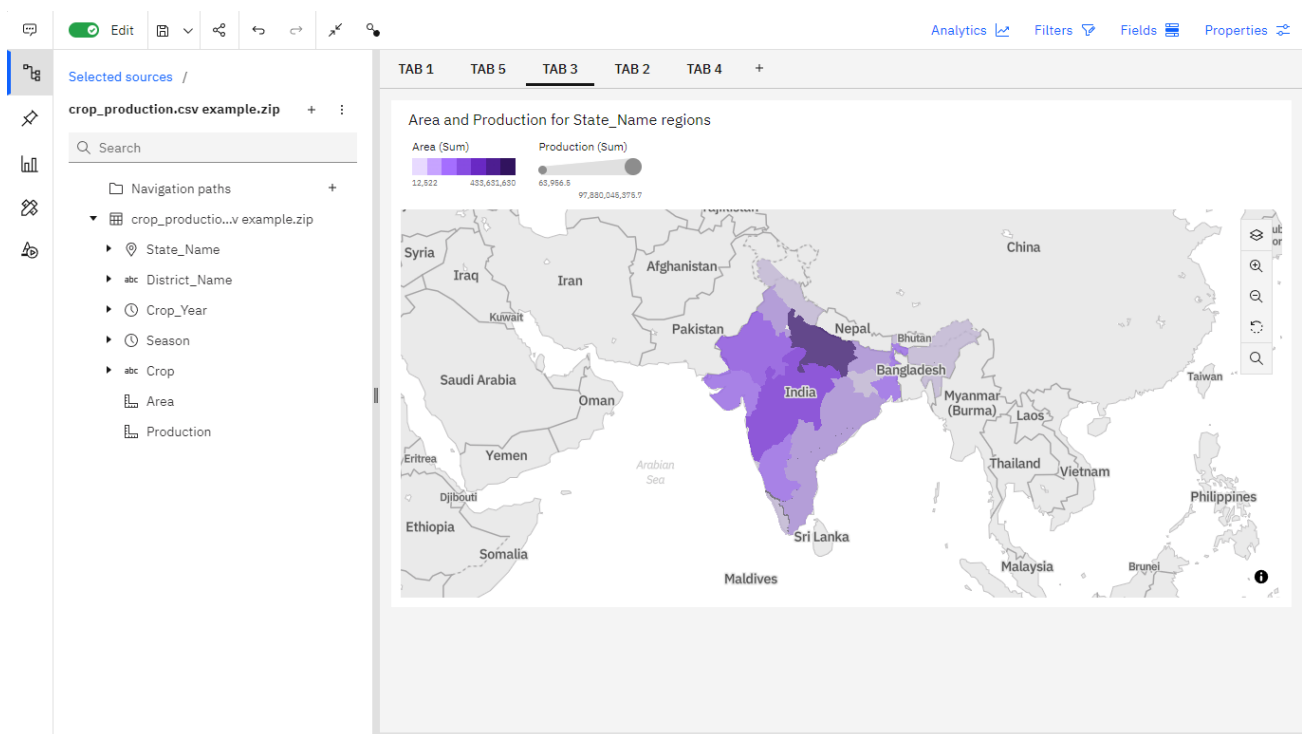 Edit
Analytics
Filters
Fields
Properties
Selected sources /
crop_production.csv example.zip
Search
Navigation paths
crop_productio...v example.zip
State_Name
abc District_Name
Crop_Year
Season
abc Crop
Area
Production
TAB 1 TAB 5 TAB 3 TAB 2 TAB 4 +
Area and Production for State_Name regions
Area (Sum) Production (Sum)
12,522 433,631,630 63,956.5
97,880,045,375.7
Syria
China
Afghanistan
Iraq
Iran
Kuwait
Pakistan
Nepal
Bhutan
Bangladesh
Taiwan
Saudi Arabia
India
Oman
Myanmar
(Burma)
Laos
Eritrea
Yemen
Arabian
Sea
Thailand
Vietnam
Djibouti
Philippines
Ethiopia
Sri Lanka
Somalia
Malaysia
Brunei
Maldives